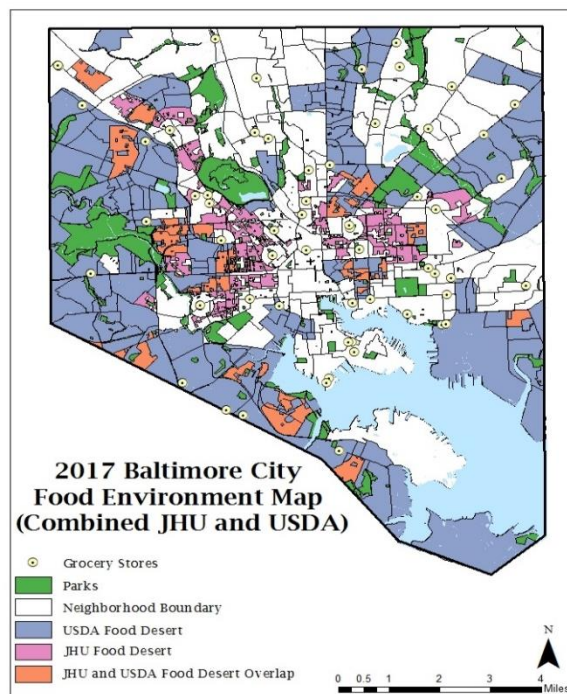 2017 Baltimore City
Food Environment Map
(Combined JHU and USDA)
Grocery Stores
Parks
Neighborhood Boundary
USDA Food Desert
JHU Food Desert
JHU and USDA Food Desert Overlap
N
0 0.5 1 2 3 4
Miles